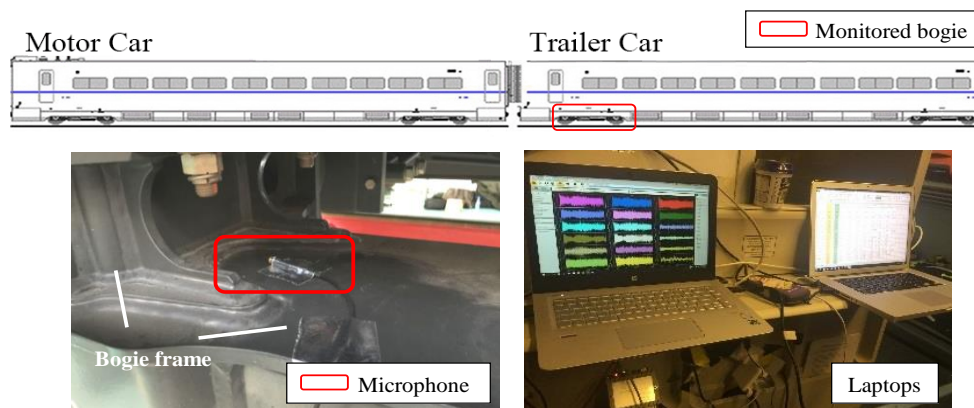 Motor Car
Trailer Car
Monitored bogie
Bogie frame
Microphone
Laptops